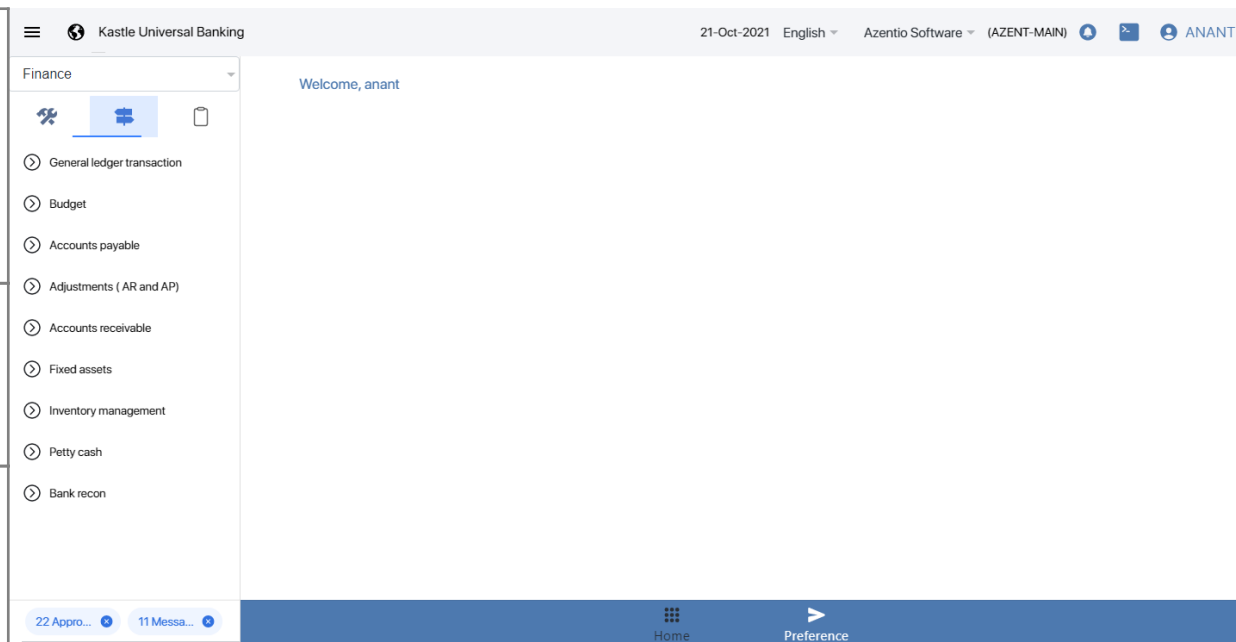 Kastle Universal Banking
21-Oct-2021 English Azentio Software (AZENT-MAIN) ANANT
Finance
Welcome, anant
General ledger transaction
Budget
Accounts payable
Adjustments ( AR and AP)
Accounts receivable
Fixed assets
Inventory management
Petty cash
Bank recon
22 Appro... 11 Messa...
Home Preference